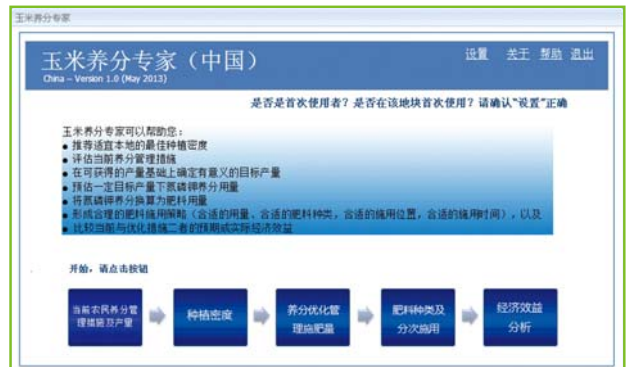 玉米养分专家
玉米养分专家（中国）
设置 关于 帮助 退出
China – Version 1.0 (May 2013)
是否是首次使用者？是否在该地块首次使用？请确认“设置”正确
玉米养分专家可以帮助您：
● 推荐适宜本地的最佳种植密度
● 评估当前养分管理措施
● 在可获得的产量基础上确定有意义的目标产量
● 预估一定目标产量下氮磷钾养分用量
● 将氮磷钾养分换算为肥料用量
● 形成合理的肥料施用策略（合适的用量、合适的肥料种类，合适的施用位置，合适的施用时间），以及
● 比较当前与优化措施二者的预期或实际经济效益
开始，请点击按钮
当前农民养分管
理措施及产量
种植密度
养分优化管
理施肥量
肥料种类及
分次施用
经济效益
分析